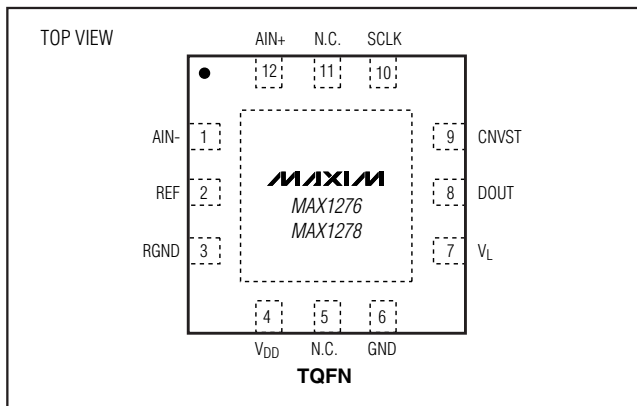 TOP VIEW
AIN+ N.C. SCLK
12 11 10
AIN- 1
9 CNVST
MAXIM
REF 2
MAX1276
8 DOUT
MAX1278
RGND 3
7 VL
4 5 6
VDD N.C. GND
TQFN